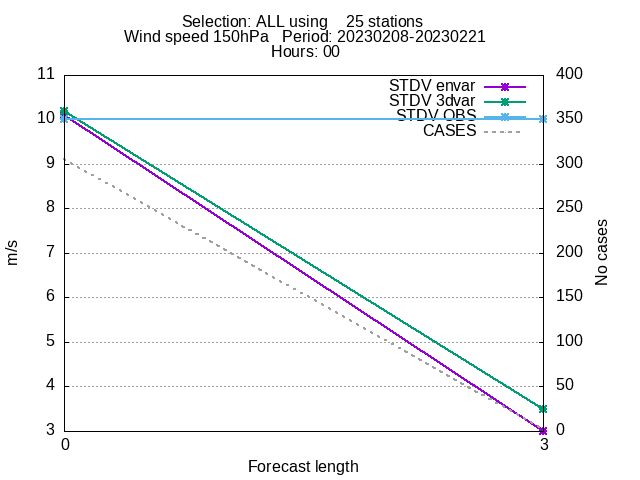 Selection: ALL using    25 stations
Wind speed 150hPa   Period: 20230208-20230221
Hours: 00
11
10
9
8
7
6
5
4
3
m/s
400
350
300
250
200
150
100
50
0
No cases
STDV envar
STDV 3dvar
STDV OBS
CASES
0
3
Forecast length